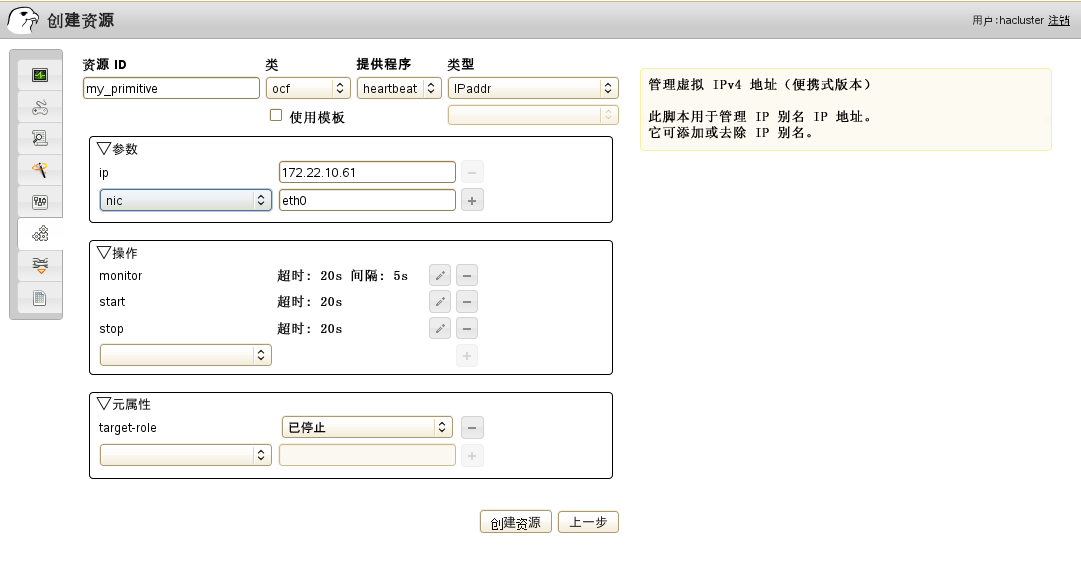 创建资源
用户:hacluster 注销
资源 ID 类 提供程序 类型
my_primitive ocf heartbeat IPaddr
使用模板
管理虚拟 IPv4 地址（便携式版本）
此脚本用于管理 IP 别名 IP 地址。
它可添加或去除 IP 别名。
参数
ip 172.22.10.61
nic eth0
操作
monitor 超时: 20s 间隔: 5s
start 超时: 20s
stop 超时: 20s
元属性
target-role 已停止
创建资源 上一步